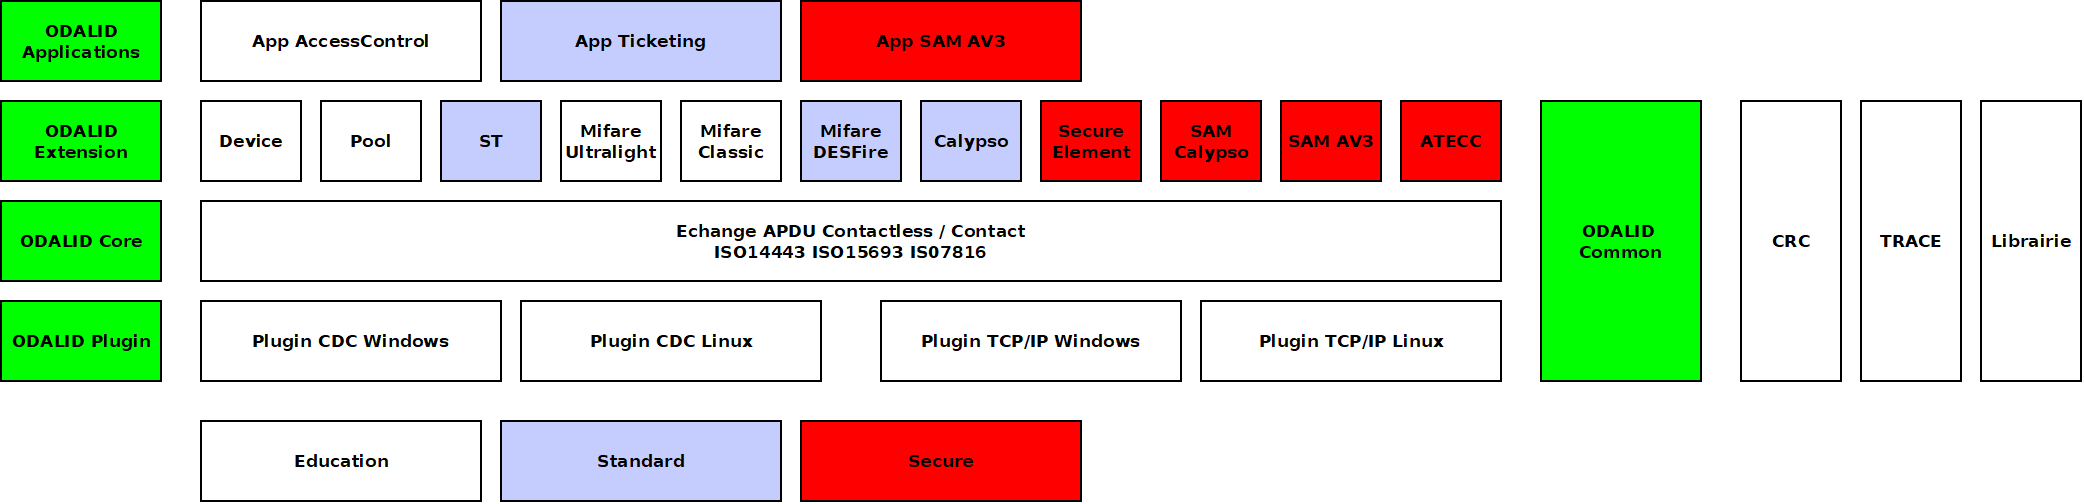 ODALID
Applications
App AccessControl
App Ticketing
App SAM AV3
ODALID
Extension
Device
Pool
ST
Mifare
Ultralight
Mifare
Classic
Mifare
DESFire
Calypso
Secure
Element
SAM
Calypso
SAM AV3
ATECC
ODALID Core
Echange APDU Contactless / Contact
ISO14443 ISO15693 IS07816
ODALID
Common
CRC
TRACE
Librairie
ODALID Plugin
Plugin CDC Windows
Plugin CDC Linux
Plugin TCP/IP Windows
Plugin TCP/IP Linux
Education
Standard
Secure